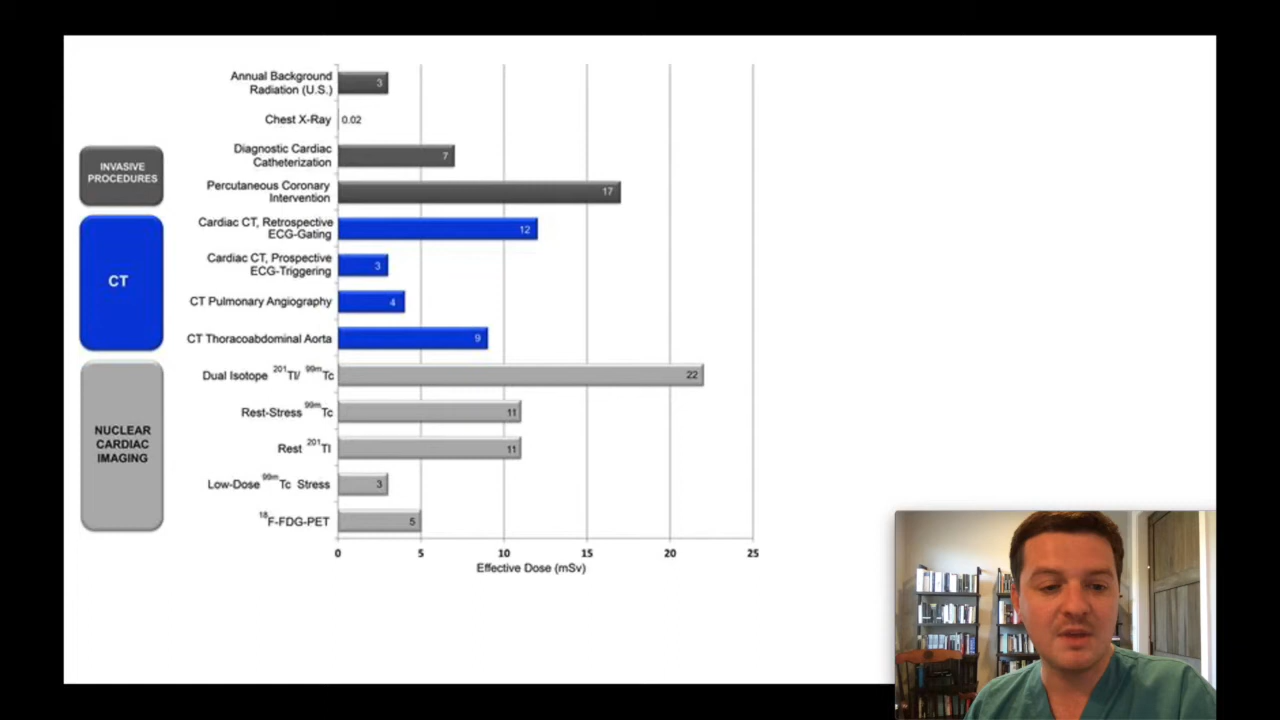 Annual Background
Radiation (U.S.)
3
Chest X-Ray
0.02
INVASIVE
PROCEDURES
Diagnostic Cardiac
Catheterization
7
Percutaneous Coronary
Intervention
17
CT
Cardiac CT, Retrospective
ECG-Gating
12
Cardiac CT, Prospective
ECG-Triggering
3
CT Pulmonary Angiography
4
CT Thoracoabdominal Aorta
9
NUCLEAR
CARDIAC
IMAGING
Dual Isotope 201Tl/ 99mTc
22
Rest-Stress 99mTc
11
Rest 201Tl
11
Low-Dose 99mTc Stress
3
18F-FDG-PET
5
0 5 10 15 20 25
Effective Dose (mSv)